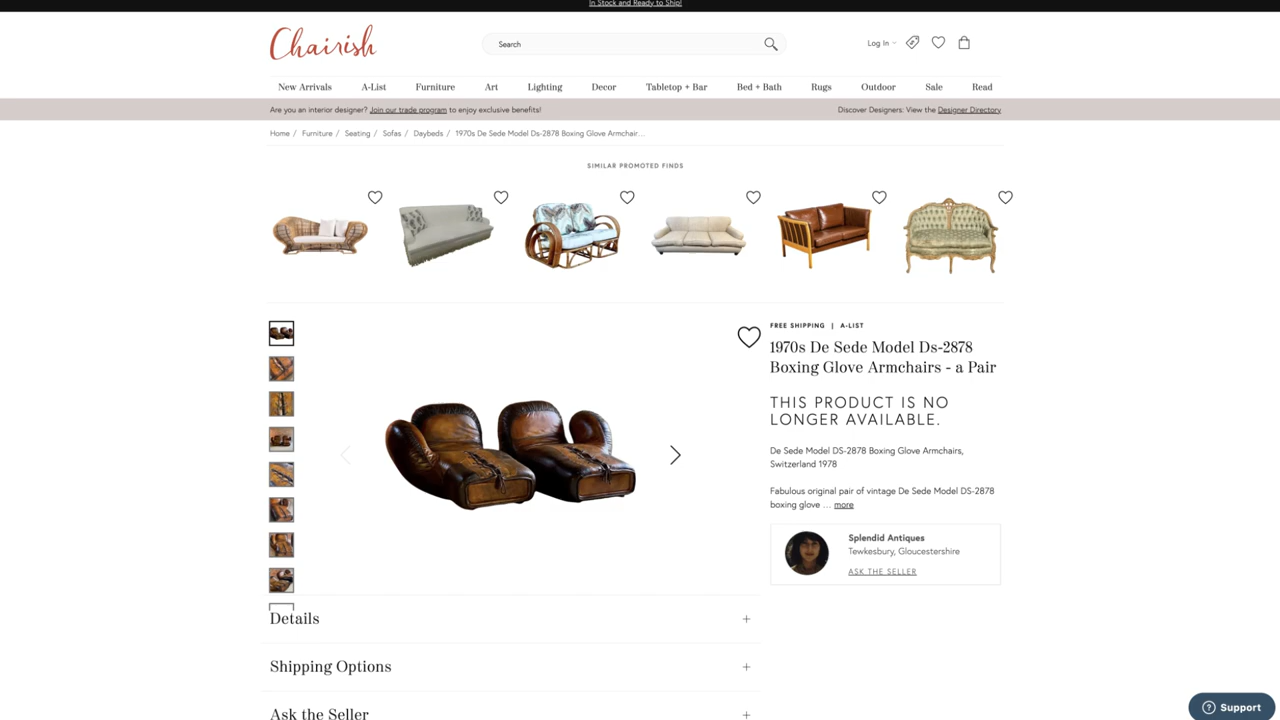 In Stock and Ready to Ship!
Chairish
Search
Log In
New Arrivals A-List Furniture Art Lighting Decor Tabletop + Bar Bed + Bath Rugs Outdoor Sale Read
Are you an interior designer? Join our trade program to enjoy exclusive benefits!
Discover Designers: View the Designer Directory
Home / Furniture / Seating / Sofas / Daybeds / 1970s De Sede Model Ds-2878 Boxing Glove Armchair...
SIMILAR PROMOTED FINDS
FREE SHIPPING | A-LIST
1970s De Sede Model Ds-2878
Boxing Glove Armchairs - a Pair
THIS PRODUCT IS NO
LONGER AVAILABLE.
De Sede Model DS-2878 Boxing Glove Armchairs,
Switzerland 1978
Fabulous original pair of vintage De Sede Model DS-2878
boxing glove ... more
Splendid Antiques
Tewkesbury, Gloucestershire
ASK THE SELLER
Details +
Shipping Options +
Ask the Seller +
? Support